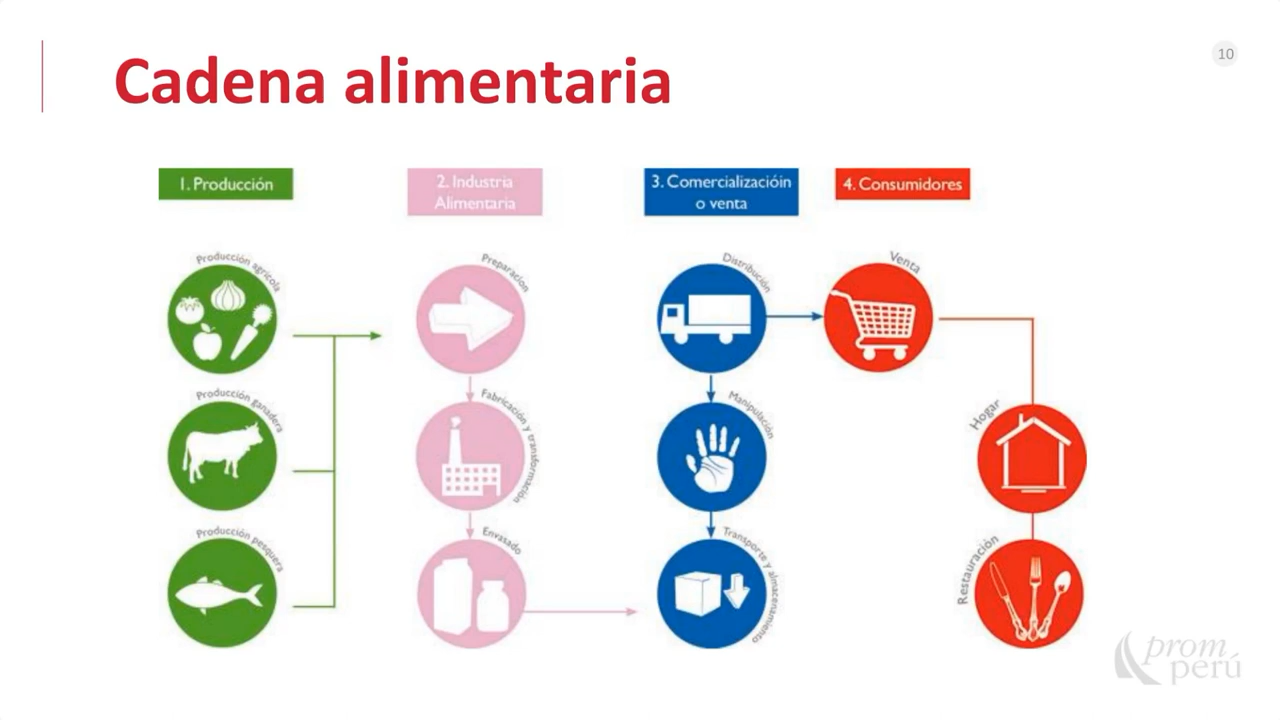 Cadena alimentaria
10
1. Producción
2. Industria
Alimentaria
3. Comercializacióin
o venta
4. Consumidores
Producción agrícola
Preparacion
Distribución
Venta
Producción ganadera
Fabricación y transformación
Manipulación
Hogar
Producción pesquera
Envasado
Transporte y almacenamiento
Restauración
prom
perú